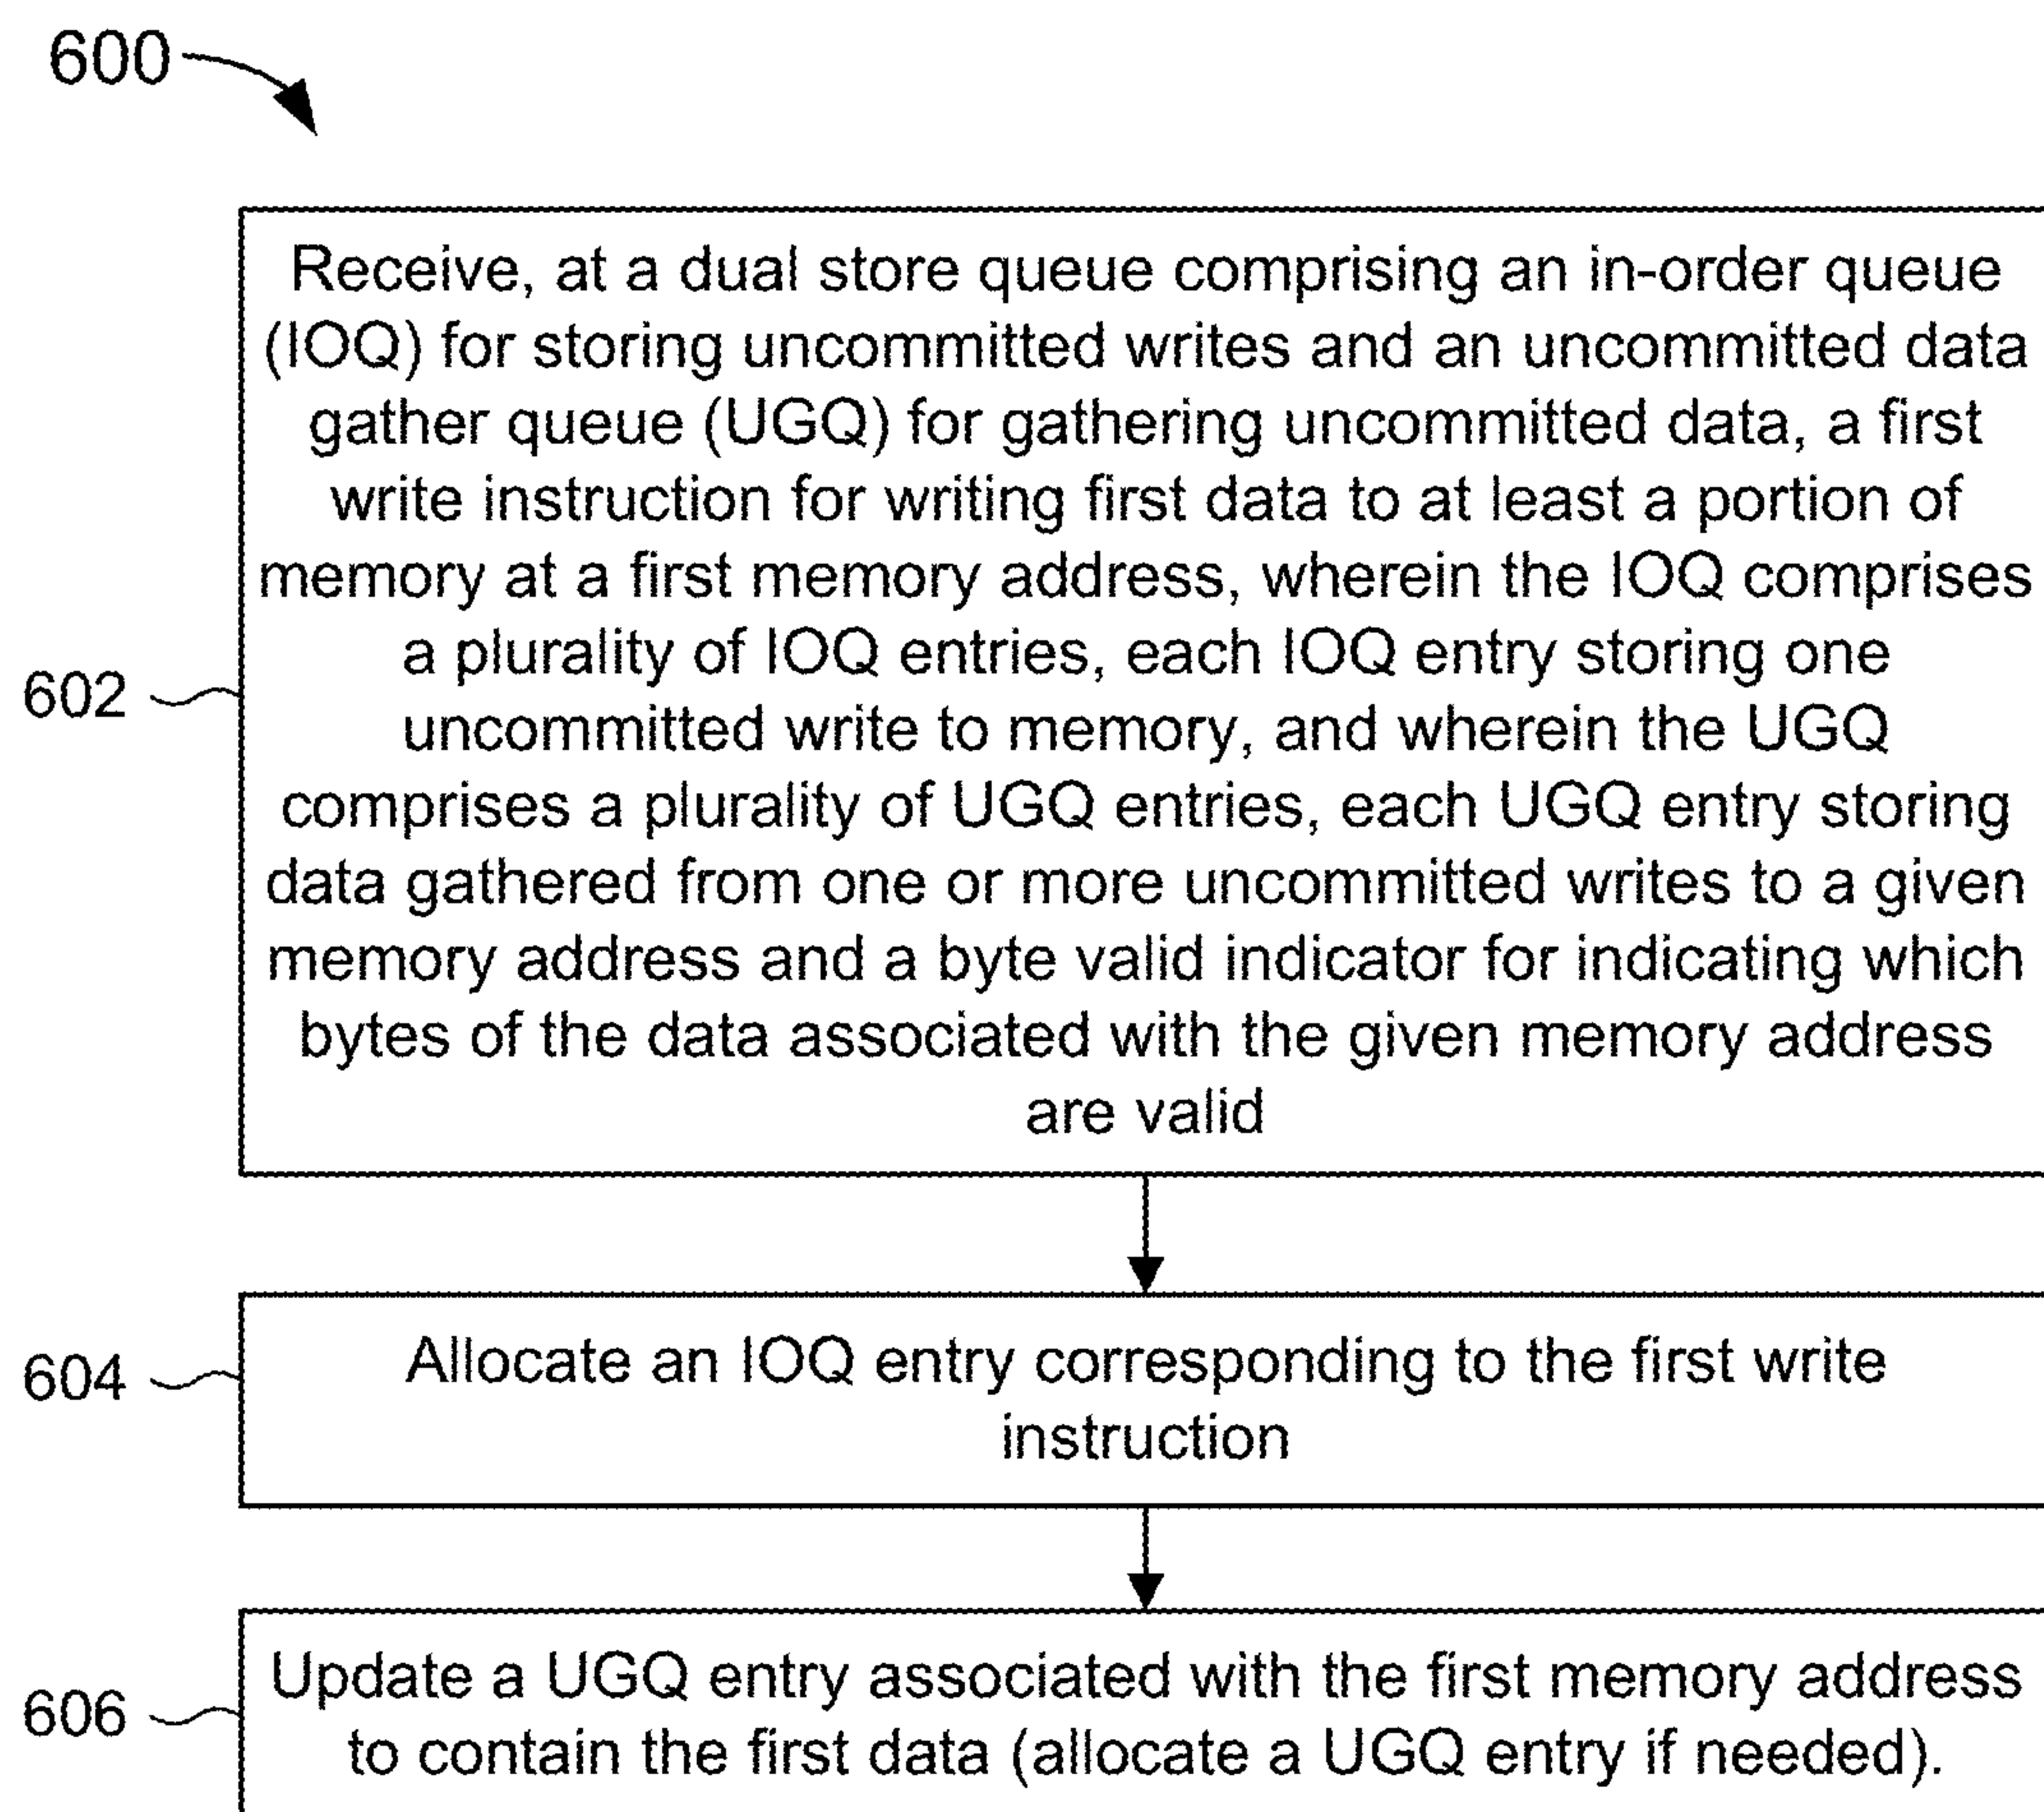 600
Receive, at a dual store queue comprising an in-order queue
(IOQ) for storing uncommitted writes and an uncommitted data
gather queue (UGQ) for gathering uncommitted data, a first
write instruction for writing first data to at least a portion of
memory at a first memory address, wherein the IOQ comprises
a plurality of IOQ entries, each IOQ entry storing one
602
uncommitted write to memory, and wherein the UGQ
comprises a plurality of UGQ entries, each UGQ entry storing
data gathered from one or more uncommitted writes to a given
memory address and a byte valid indicator for indicating which
bytes of the data associated with the given memory address
are valid
604
Allocate an IOQ entry corresponding to the first write
instruction
606
Update a UGQ entry associated with the first memory address
to contain the first data (allocate a UGQ entry if needed).